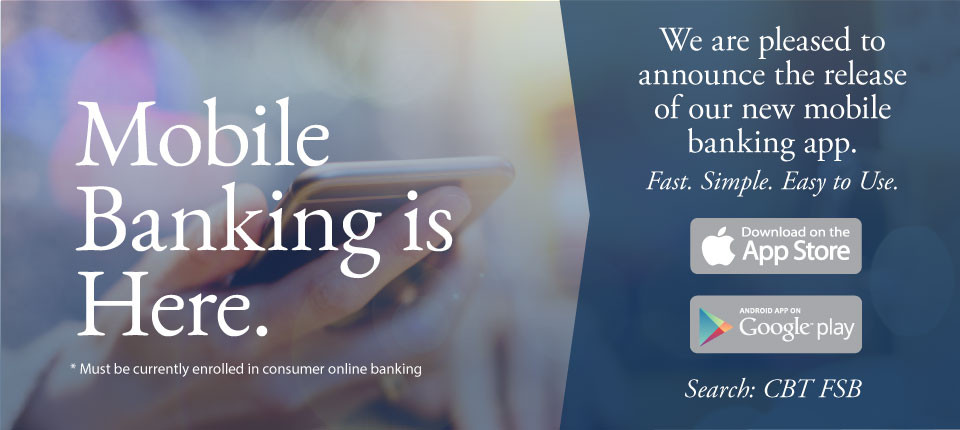 Mobile
Banking is
Here.
* Must be currently enrolled in consumer online banking
We are pleased to
announce the release
of our new mobile
banking app.
Fast. Simple. Easy to Use.
Download on the
App Store
ANDROID APP ON
Google play
Search: CBT FSB